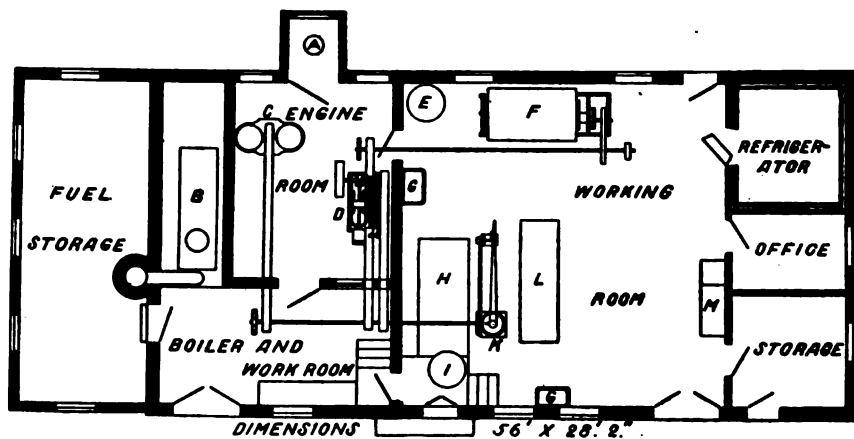 A
C
ENGINE
E
F
REFRIGER-
ATOR
FUEL
STORAGE
B
ROOM
D
G
WORKING
H
L
ROOM
OFFICE
M
K
BOILER AND
WORK ROOM
I
STORAGE
G
DIMENSIONS 56' X 28'. 2."